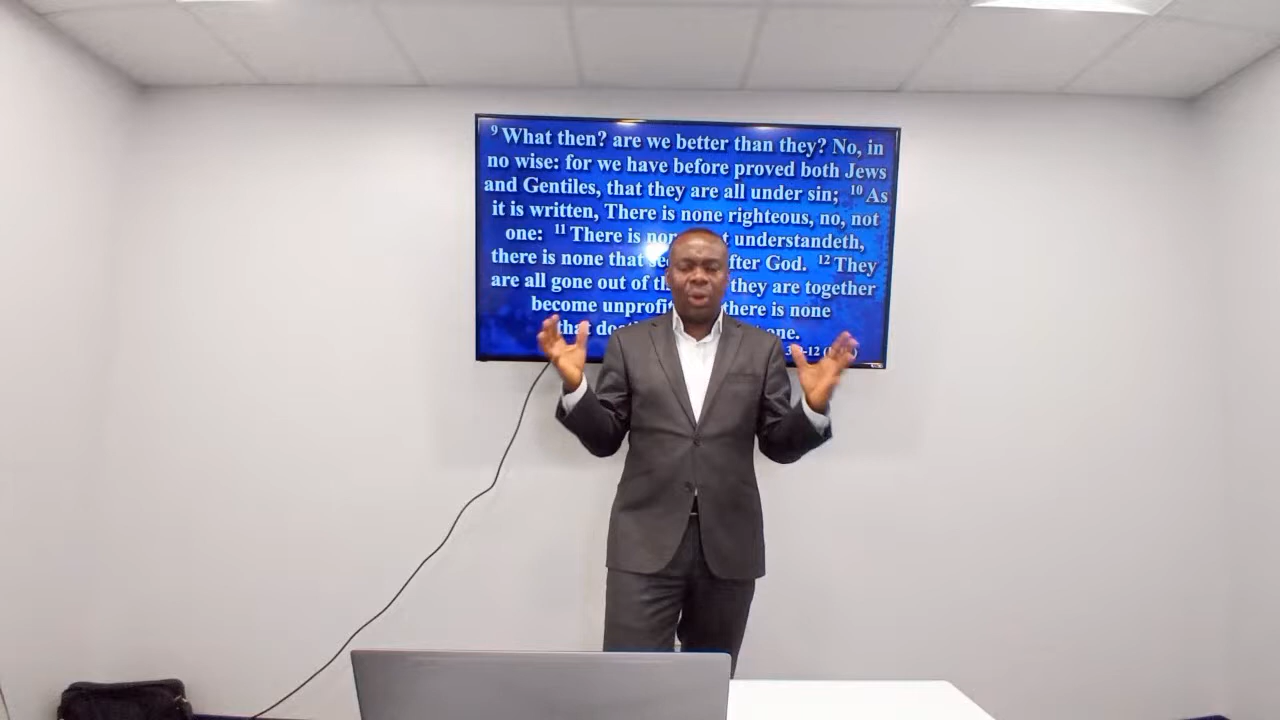 9 What then? are we better than they? No, in
no wise: for we have before proved both Jews
and Gentiles, that they are all under sin; 10 As
it is written, There is none righteous, no, not
one: 11 There is understandeth,
there is none that God. 12 They
are all gone out of they are together
become there is none
that one.